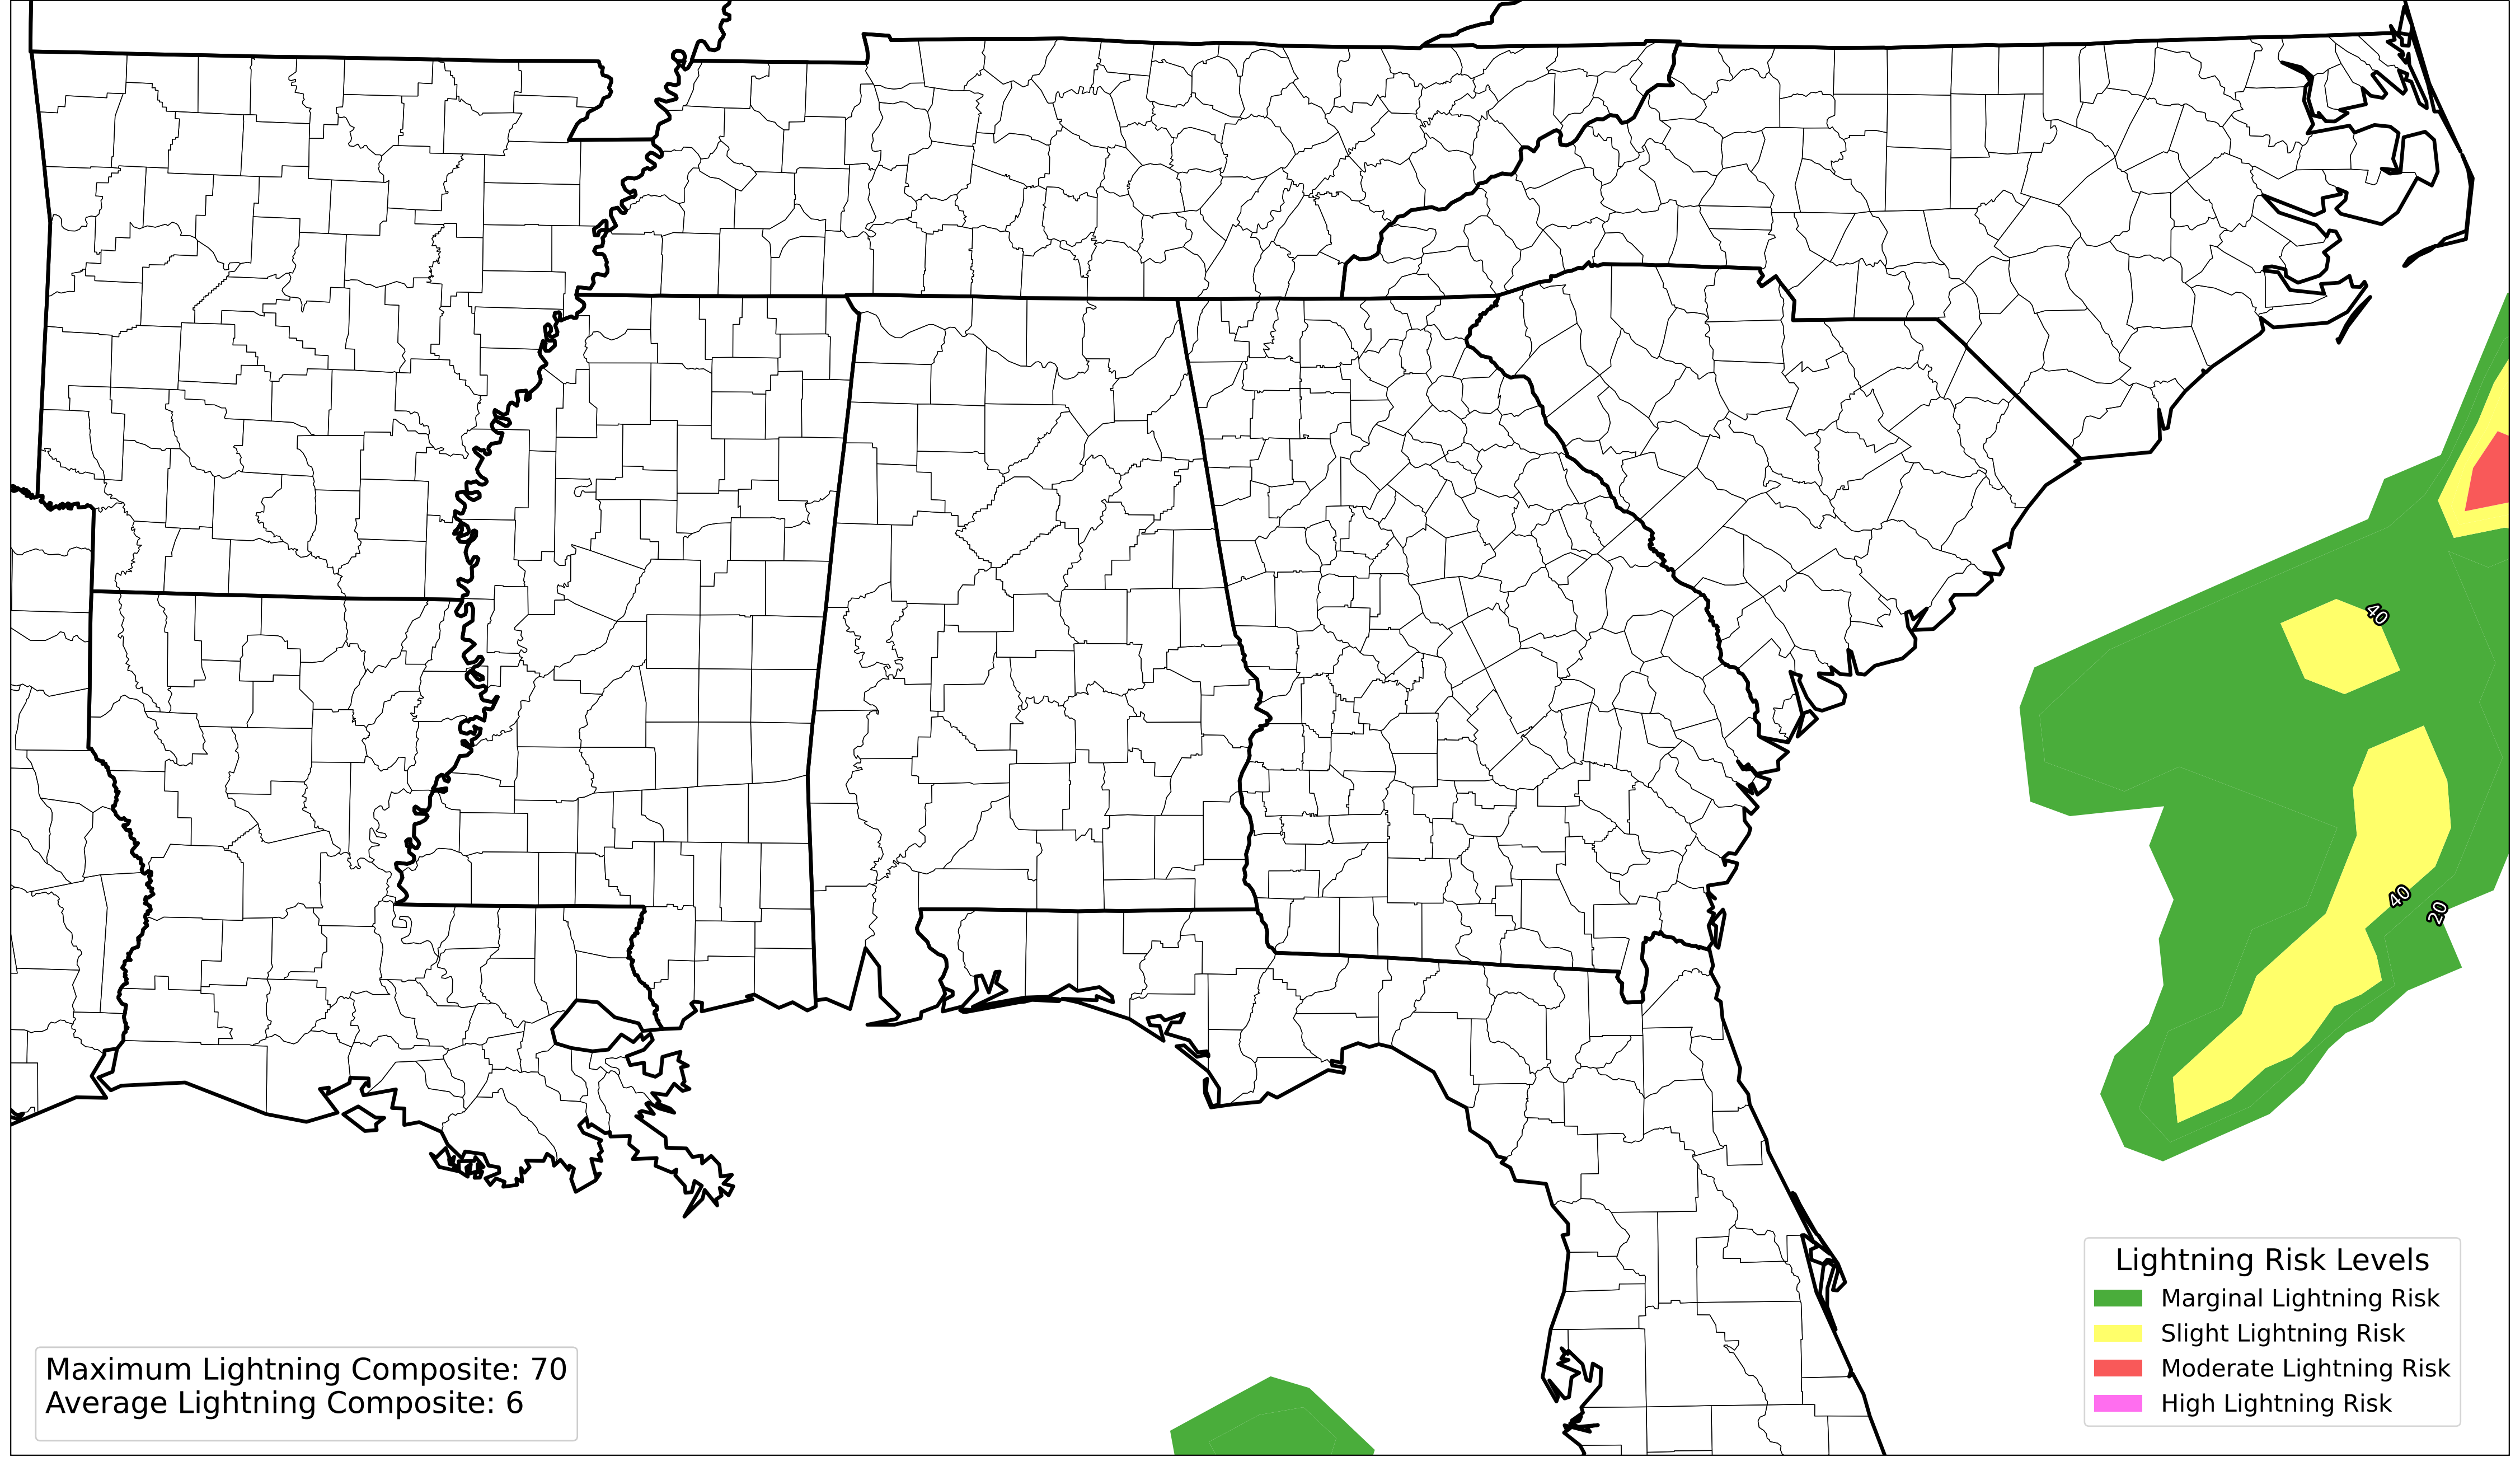 40
40
20
Lightning Risk Levels
Marginal Lightning Risk
Slight Lightning Risk
Moderate Lightning Risk
High Lightning Risk
Maximum Lightning Composite: 70
Average Lightning Composite: 6